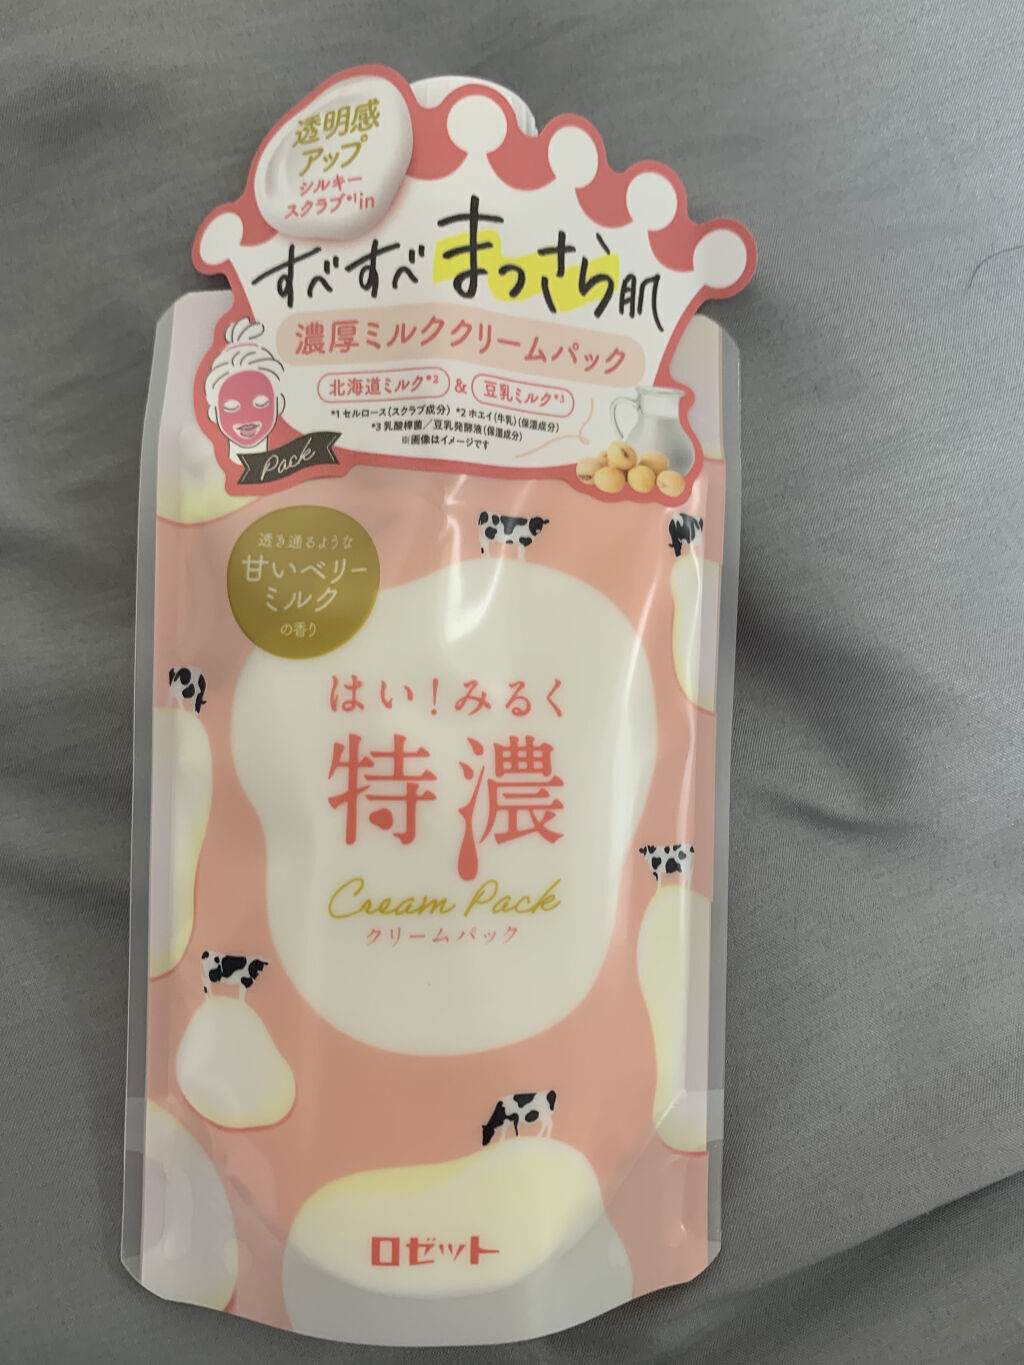 透明感
アップ
シルキー
スクラブ*1in
すべすべまっさら肌
濃厚ミルククリームパック
北海道ミルク*2 & 豆乳ミルク*3
*1 セルロース(スクラブ成分) *2 ホエイ(牛乳)(保湿成分)
*3 乳酸桿菌／豆乳発酵液(保湿成分)
※画像はイメージです
Pack
透き通るような
甘いベリー
ミルク
の香り
はい!みるく
特濃
Cream Pack
クリームパック
ロゼット